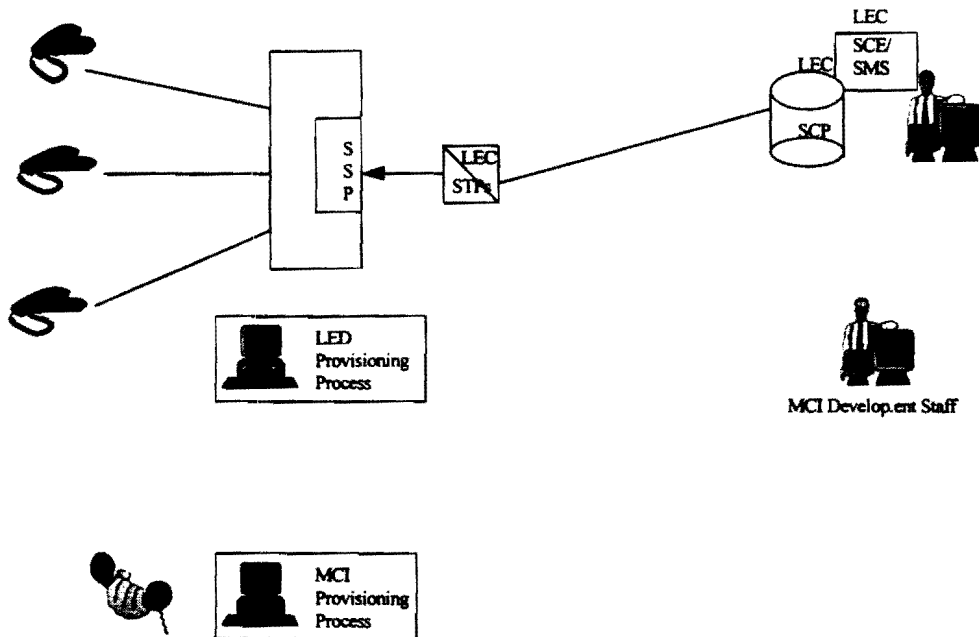 LEC
SCE/
SMS
LEC
SCP
S
S
P
LEC
STPs
LED
Provisioning
Process
MCI Develop.ent Staff
MCI
Provisioning
Process